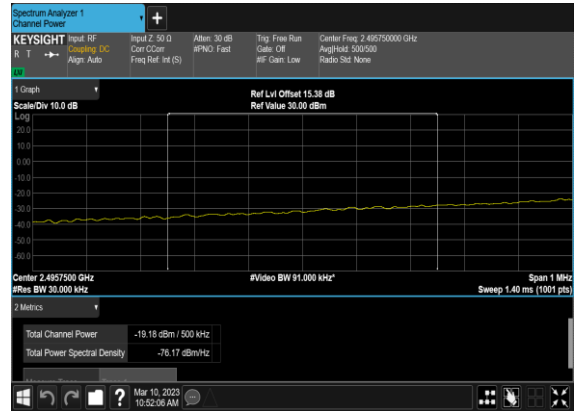 Spectrum Analyzer 1
Channel Power
KEYSIGHT Input: RF Input Z: 50 Ω Atten: 30 dB Trig: Free Run Center Freq: 2.495750000 GHz
R T Coupling: DC Corr CCorr #PNO: Fast Gate: Off Avg|Hold: 500/500
Align: Auto Freq Ref: Int (S) #IF Gain: Low Radio Std: None
LXI
1 Graph
Ref Lvl Offset 15.38 dB
Scale/Div 10.0 dB Ref Value 30.00 dBm
Log
20.0
10.0
0.00
-10.0
-20.0
-30.0
-40.0
-50.0
-60.0
Center 2.4957500 GHz #Video BW 91.000 kHz* Span 1 MHz
#Res BW 30.000 kHz Sweep 1.40 ms (1001 pts)
2 Metrics
Total Channel Power -19.18 dBm / 500 kHz
Total Power Spectral Density -76.17 dBm/Hz
Mar 10, 2023
10:52:06 AM